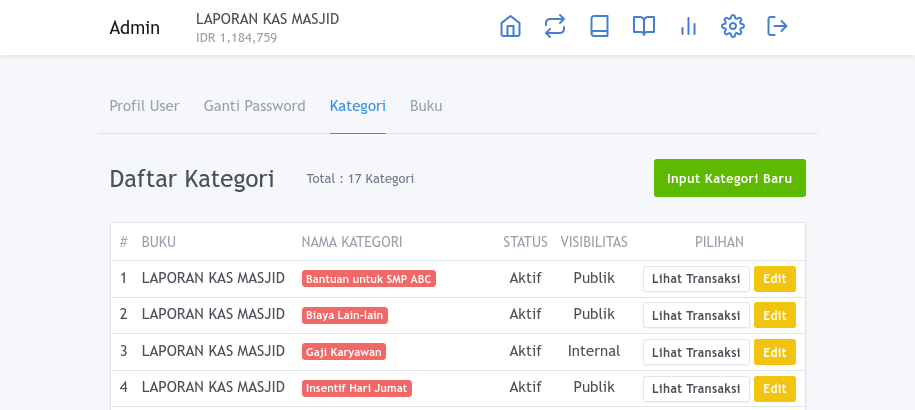 Admin
LAPORAN KAS MASJID
IDR 1,184,759
Profil User Ganti Password Kategori Buku
Daftar Kategori Total : 17 Kategori Input Kategori Baru
# BUKU NAMA KATEGORI STATUS VISIBILITAS PILIHAN
1 LAPORAN KAS MASJID Bantuan untuk SMP ABC Aktif Publik Lihat Transaksi Edit
2 LAPORAN KAS MASJID Biaya Lain-lain Aktif Publik Lihat Transaksi Edit
3 LAPORAN KAS MASJID Gaji Karyawan Aktif Internal Lihat Transaksi Edit
4 LAPORAN KAS MASJID Insentif Hari Jumat Aktif Publik Lihat Transaksi Edit